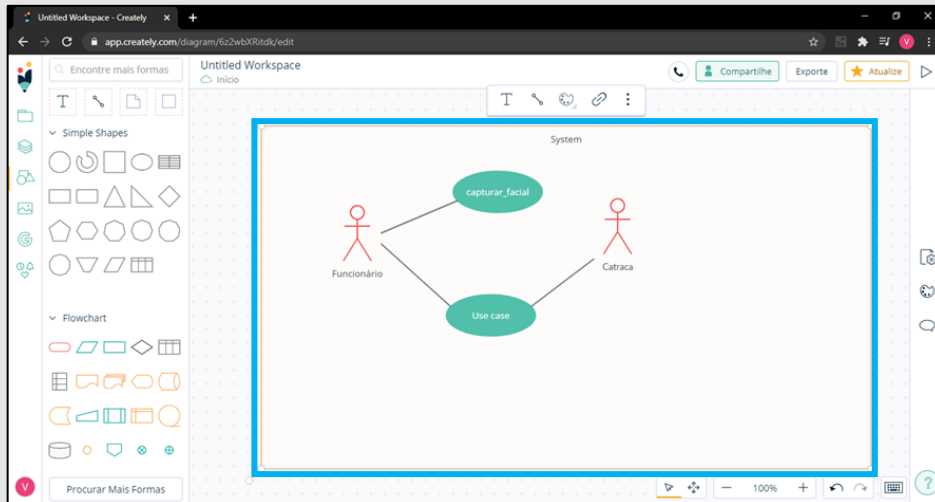 Untitled Workspace - Creately
app.creately.com/diagram/6z2wbXRitdk/edit
V
Encontre mais formas
Untitled Workspace
Início
Compartilhe
Exporte
Atualize
T
T
Simple Shapes
System
capturar_facial
Funcionário
Catraca
Use case
Flowchart
V
Procurar Mais Formas
100%
?